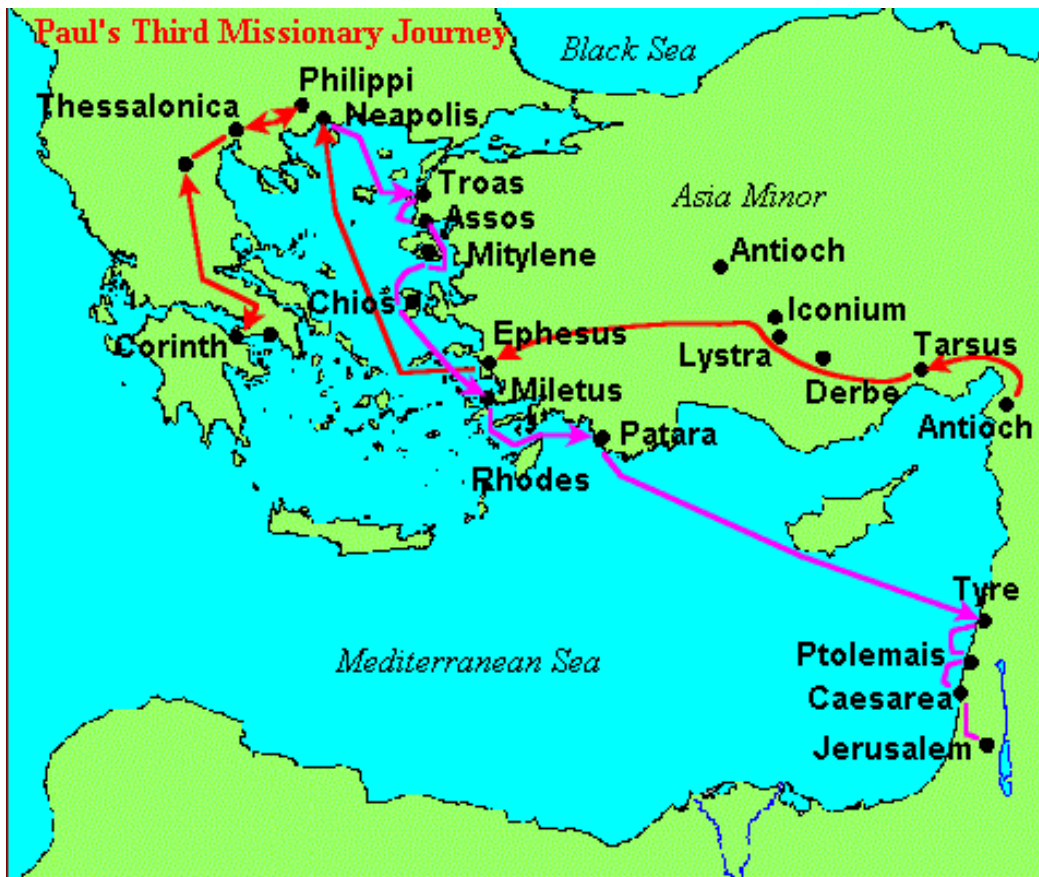 Paul's Third Missionary Journey
Black Sea
Philippi
Thessalonica
Neapolis
Troas
Asia Minor
Assos
Antioch
Mitylene
Chios
Iconium
Ephesus
Corinth
Lystra
Tarsus
Derbe
Miletus
Antioch
Patara
Rhodes
Tyre
Mediterranean Sea
Ptolemais
Caesarea
Jerusalem